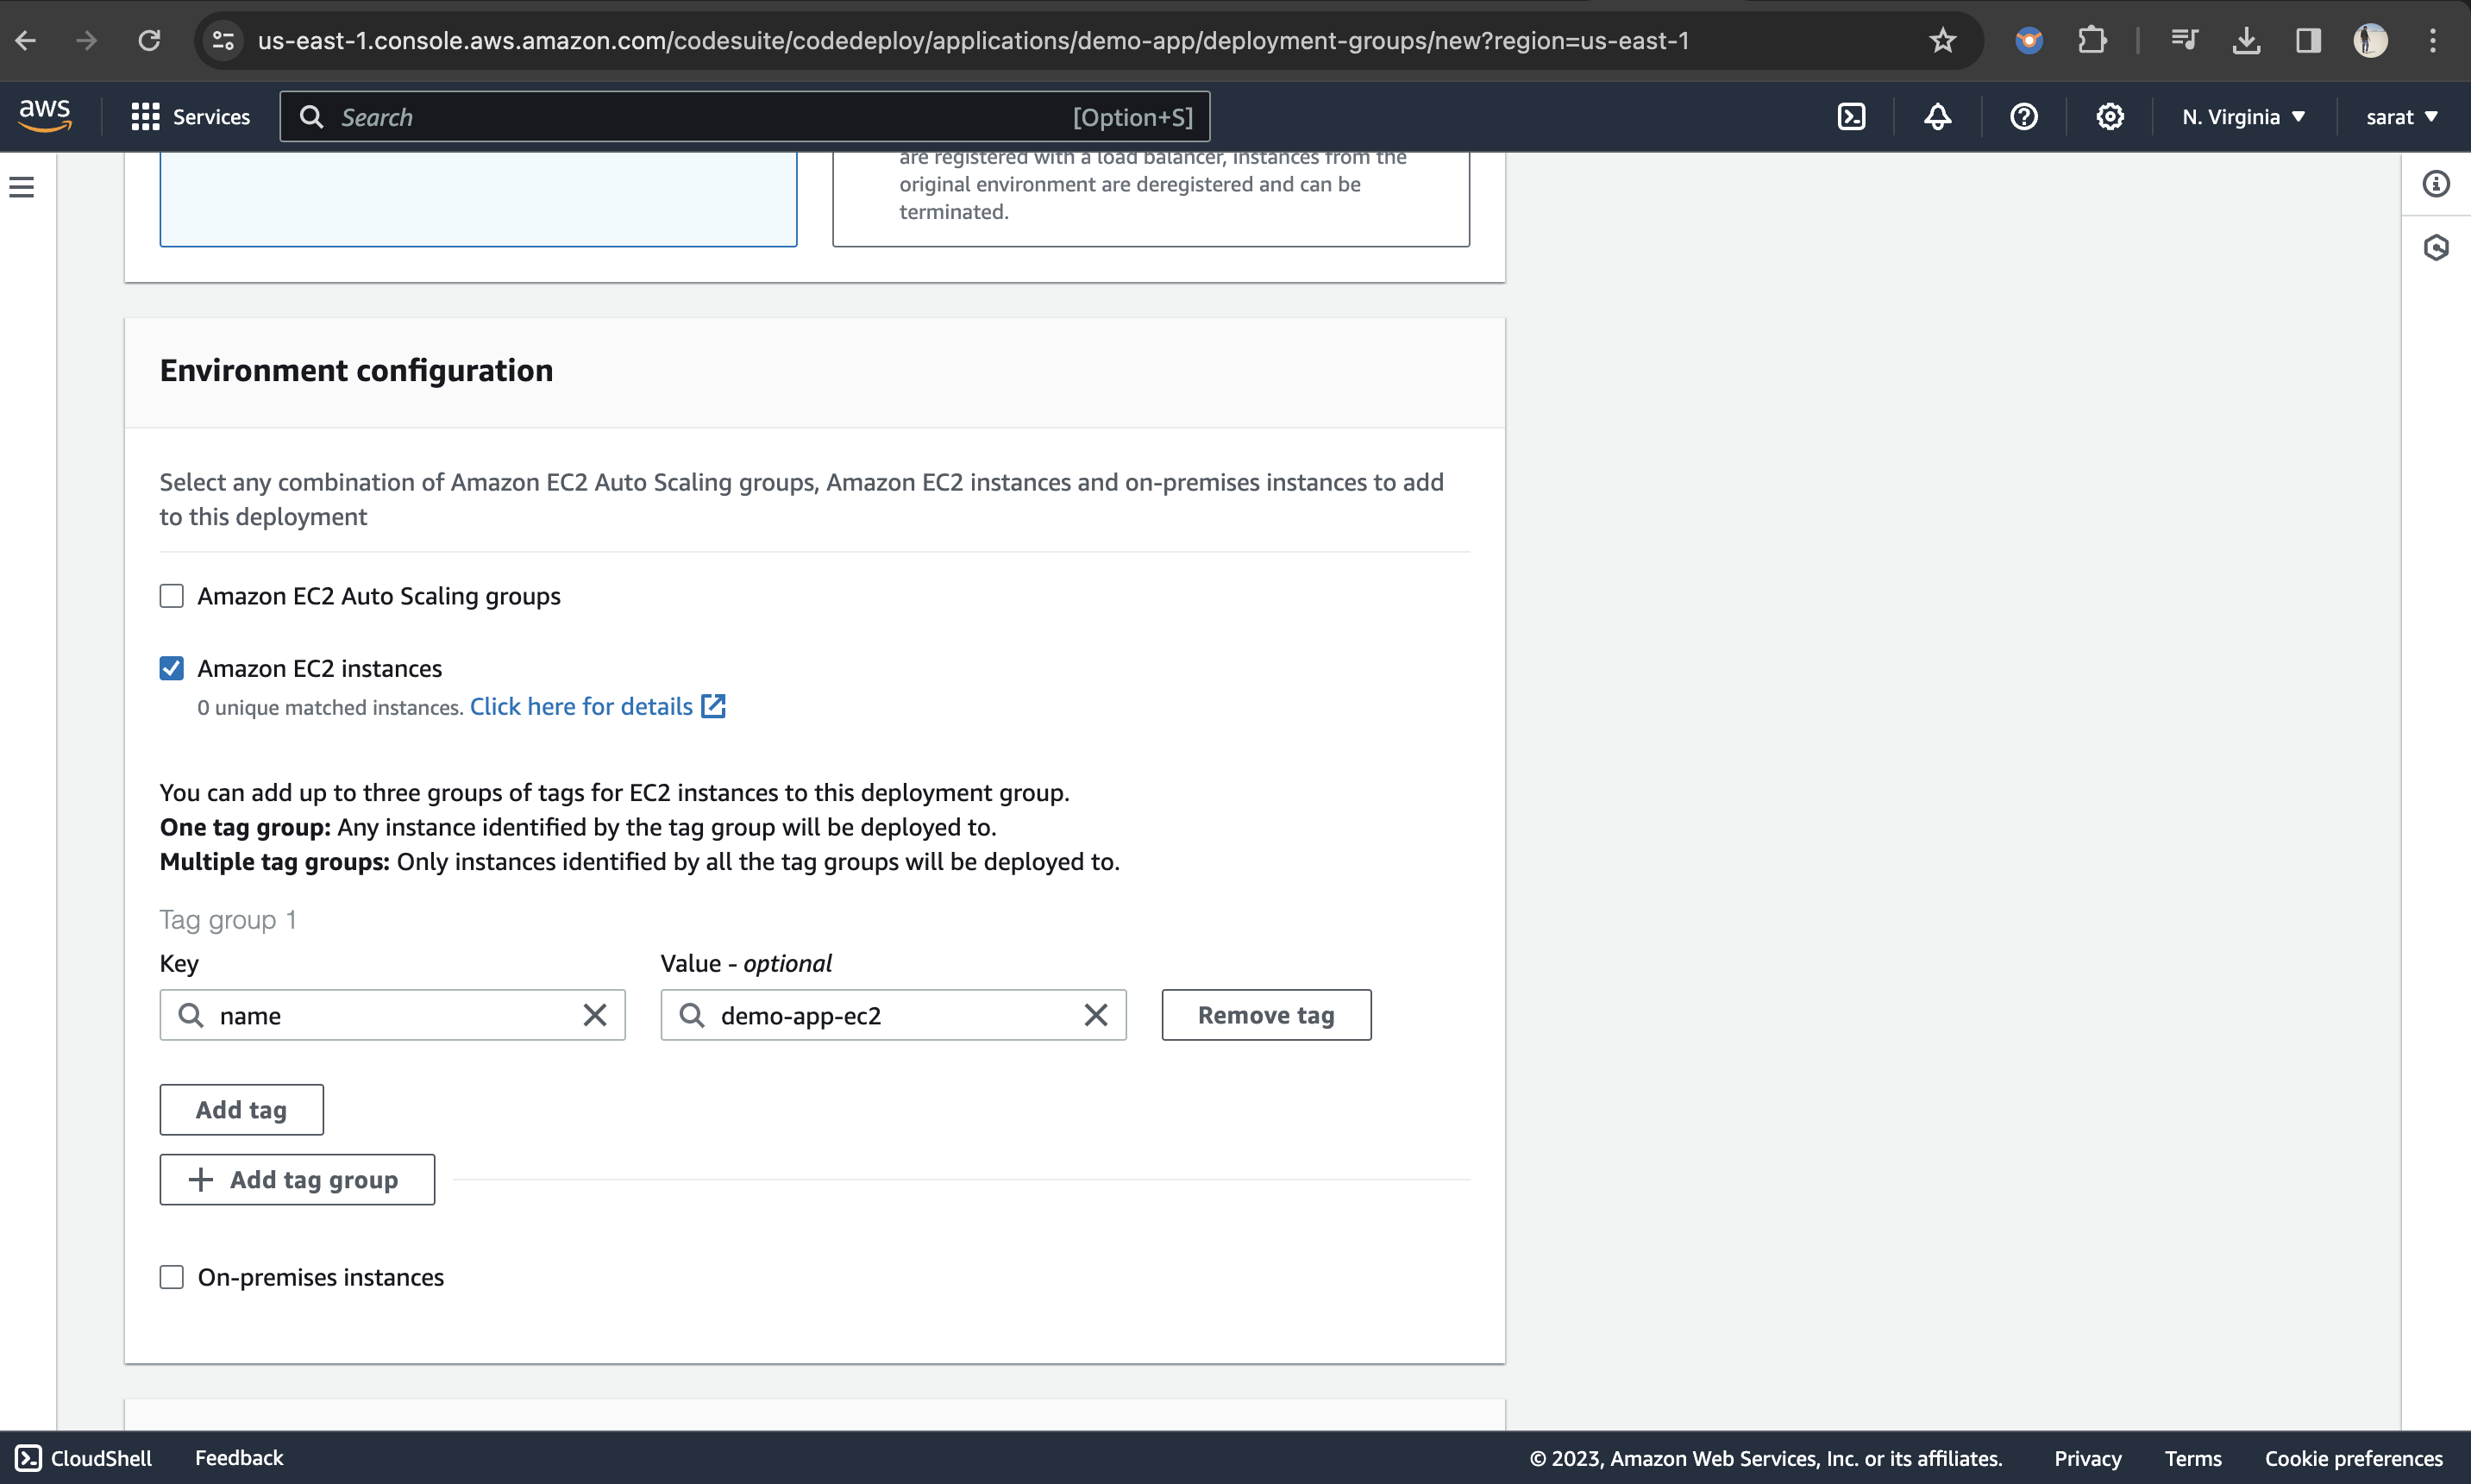 us-east-1.console.aws.amazon.com/codesuite/codedeploy/applications/demo-app/deployment-groups/new?region=us-east-1
aws
Services
Search
[Option+S]
N. Virginia
sarat
are registered with a load balancer, instances from the
original environment are deregistered and can be
terminated.
Environment configuration
Select any combination of Amazon EC2 Auto Scaling groups, Amazon EC2 instances and on-premises instances to add
to this deployment
Amazon EC2 Auto Scaling groups
Amazon EC2 instances
0 unique matched instances. Click here for details
You can add up to three groups of tags for EC2 instances to this deployment group.
One tag group: Any instance identified by the tag group will be deployed to.
Multiple tag groups: Only instances identified by all the tag groups will be deployed to.
Tag group 1
Key
Value - optional
name
demo-app-ec2
Remove tag
Add tag
Add tag group
On-premises instances
CloudShell
Feedback
© 2023, Amazon Web Services, Inc. or its affiliates.
Privacy
Terms
Cookie preferences